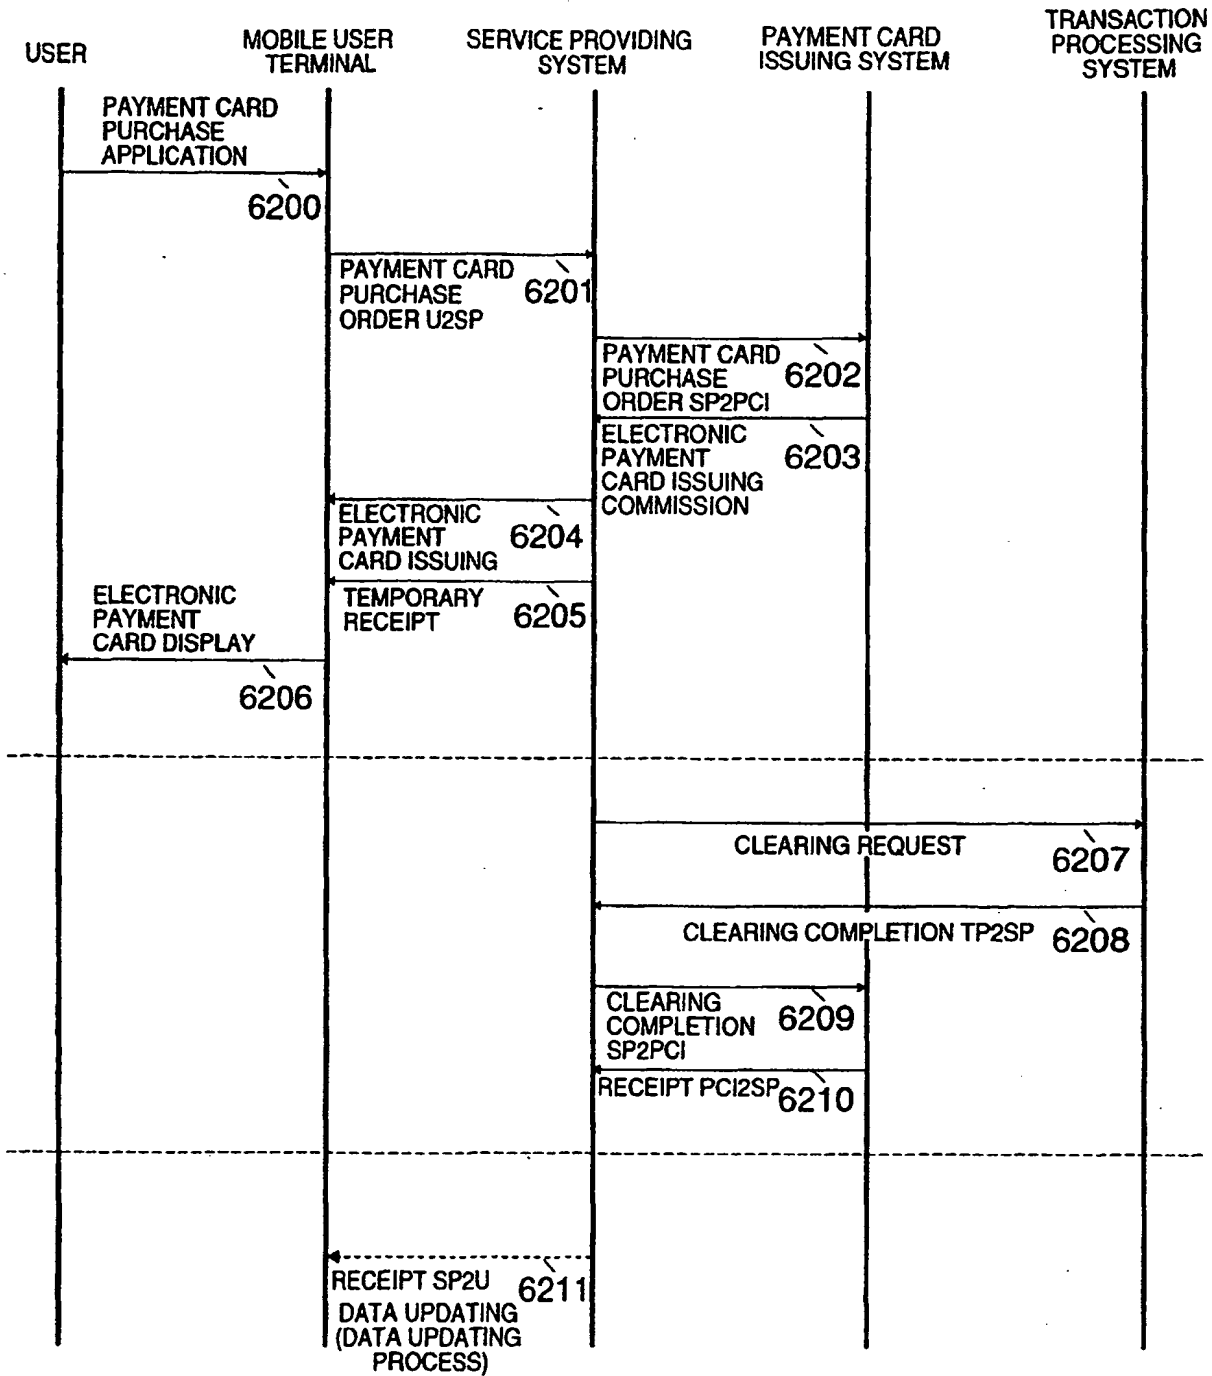 USER
MOBILE USER
TERMINAL
SERVICE PROVIDING
SYSTEM
PAYMENT CARD
ISSUING SYSTEM
TRANSACTION
PROCESSING
SYSTEM
PAYMENT CARD
PURCHASE
APPLICATION
6200
PAYMENT CARD
PURCHASE
ORDER U2SP
6201
PAYMENT CARD
PURCHASE
ORDER SP2PCI
6202
ELECTRONIC
PAYMENT
CARD ISSUING
COMMISSION
6203
ELECTRONIC
PAYMENT
CARD ISSUING
6204
TEMPORARY
RECEIPT
6205
ELECTRONIC
PAYMENT
CARD DISPLAY
6206
CLEARING REQUEST
6207
CLEARING COMPLETION TP2SP
6208
CLEARING
COMPLETION
SP2PCI
6209
RECEIPT PCI2SP
6210
RECEIPT SP2U
6211
DATA UPDATING
(DATA UPDATING
PROCESS)